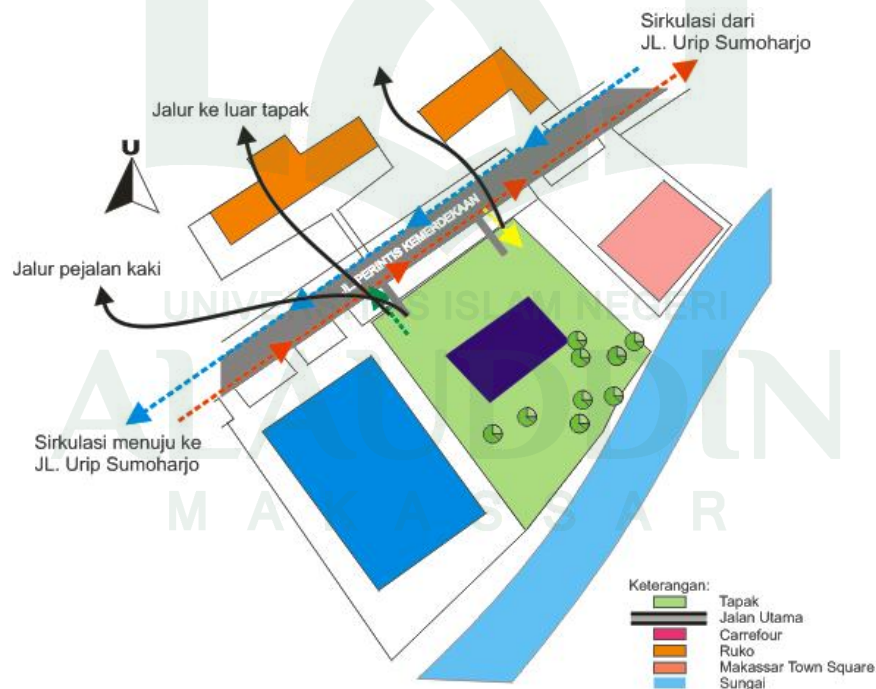 Sirkulasi dari
JL. Urip Sumoharjo
Jalur ke luar tapak
U
JL. PERINTIS KEMERDEKAAN
Jalur pejalan kaki
UNIVERSITAS ISLAM NEGERI
ALAUDDIN
MAKASSAR
Sirkulasi menuju ke
JL. Urip Sumoharjo
Keterangan:
Tapak
Jalan Utama
Carrefour
Ruko
Makassar Town Square
Sungai